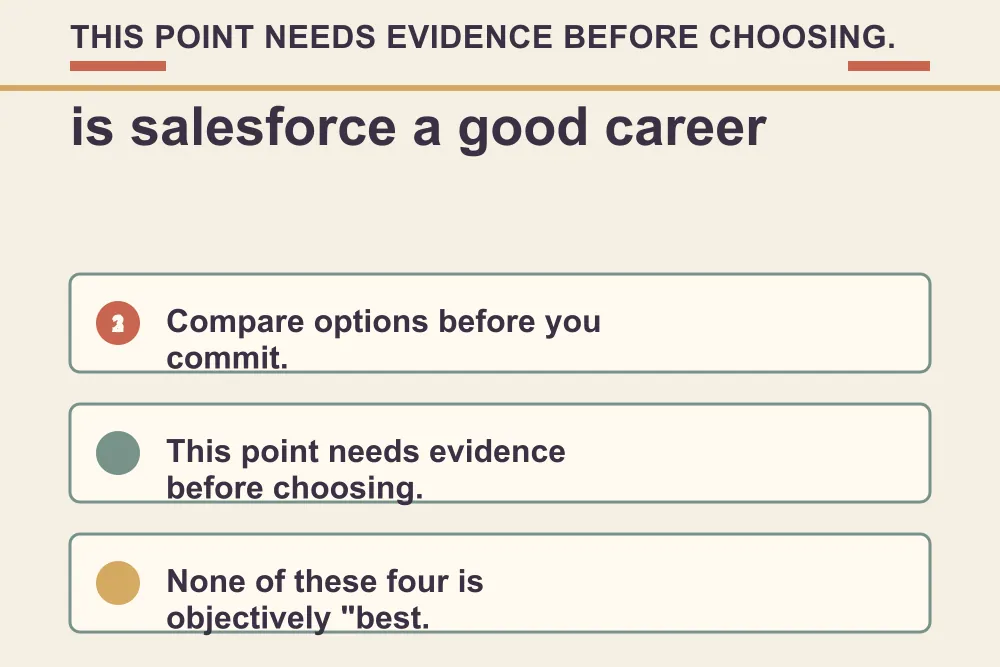 THIS POINT NEEDS EVIDENCE BEFORE CHOOSING.
is salesforce a good career
Compare options before you
commit.
This point needs evidence
before choosing.
None of these four is
objectively "best.